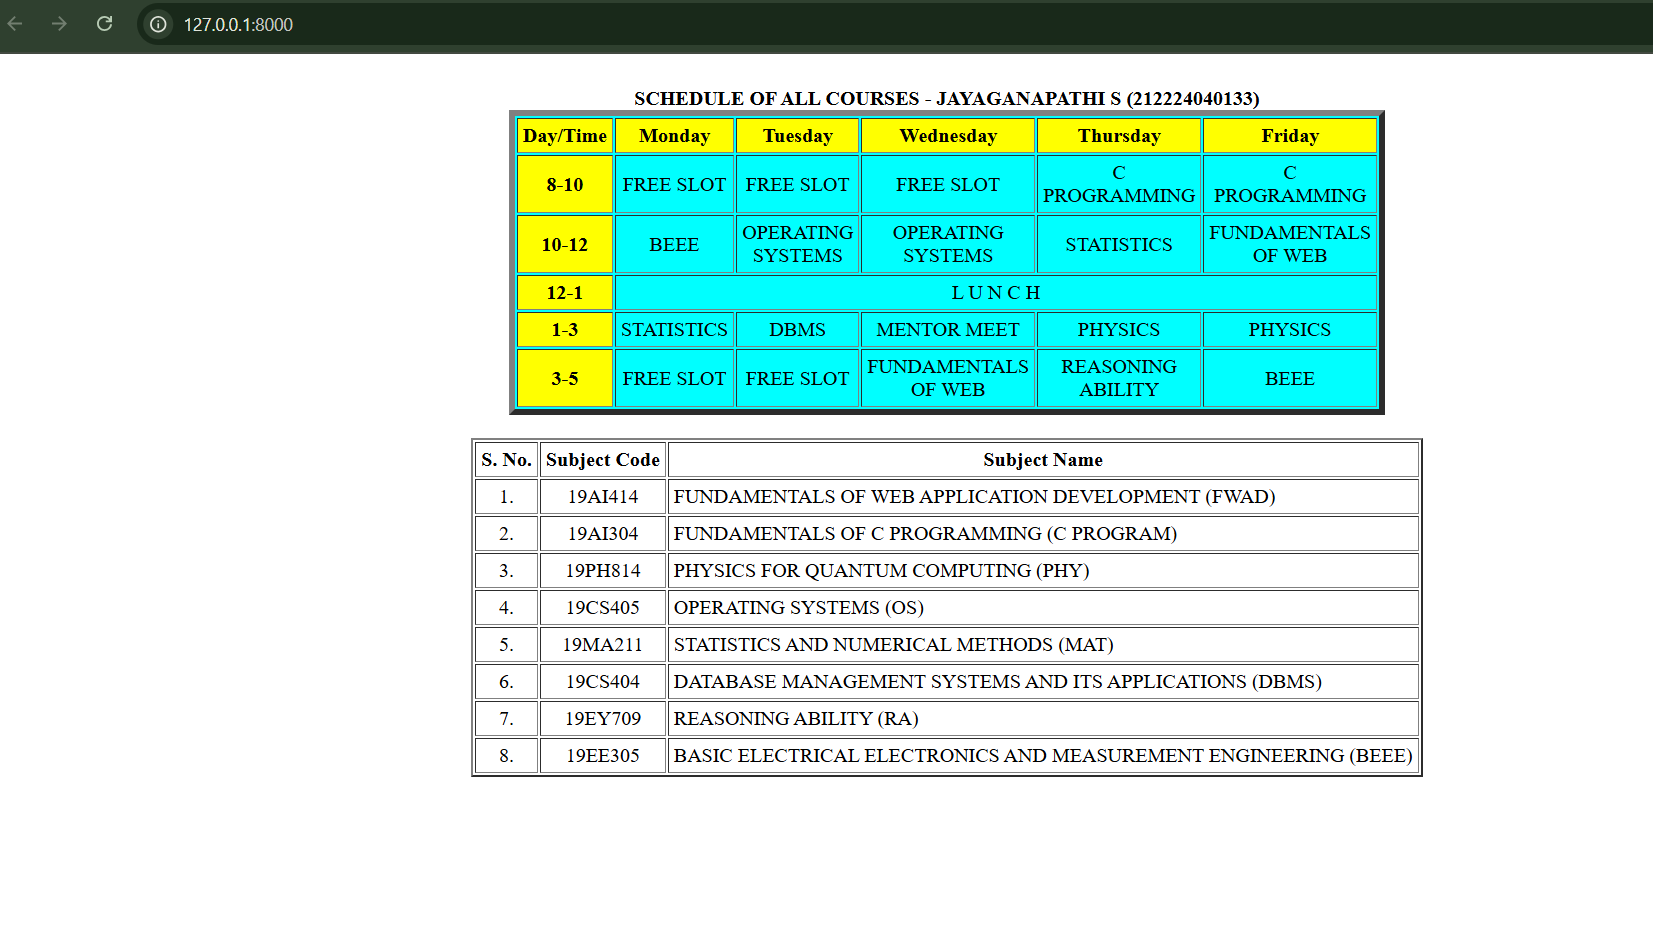 127.0.0.1:8000
SCHEDULE OF ALL COURSES - JAYAGANAPATHI S (212224040133)
Day/Time Monday Tuesday Wednesday Thursday Friday
8-10 FREE SLOT FREE SLOT FREE SLOT C PROGRAMMING C PROGRAMMING
10-12 BEEE OPERATING SYSTEMS OPERATING SYSTEMS STATISTICS FUNDAMENTALS OF WEB
12-1 L U N C H
1-3 STATISTICS DBMS MENTOR MEET PHYSICS PHYSICS
3-5 FREE SLOT FREE SLOT FUNDAMENTALS OF WEB REASONING ABILITY BEEE
S. No. Subject Code Subject Name
1. 19AI414 FUNDAMENTALS OF WEB APPLICATION DEVELOPMENT (FWAD)
2. 19AI304 FUNDAMENTALS OF C PROGRAMMING (C PROGRAM)
3. 19PH814 PHYSICS FOR QUANTUM COMPUTING (PHY)
4. 19CS405 OPERATING SYSTEMS (OS)
5. 19MA211 STATISTICS AND NUMERICAL METHODS (MAT)
6. 19CS404 DATABASE MANAGEMENT SYSTEMS AND ITS APPLICATIONS (DBMS)
7. 19EY709 REASONING ABILITY (RA)
8. 19EE305 BASIC ELECTRICAL ELECTRONICS AND MEASUREMENT ENGINEERING (BEEE)